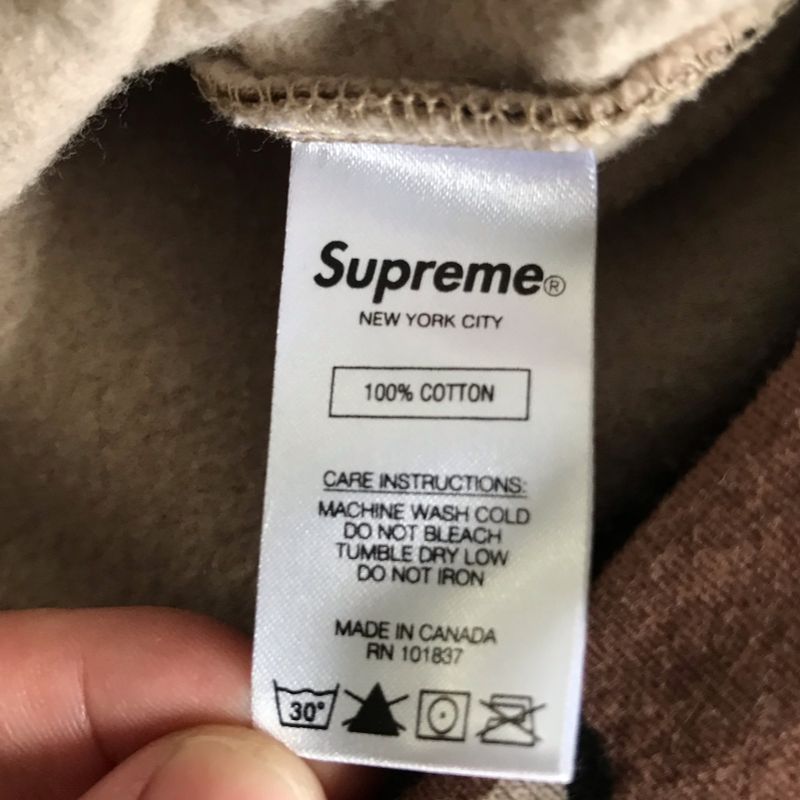 Supreme®
NEW YORK CITY
100% COTTON
CARE INSTRUCTIONS:
MACHINE WASH COLD
DO NOT BLEACH
TUMBLE DRY LOW
DO NOT IRON
MADE IN CANADA
RN 101837
30°